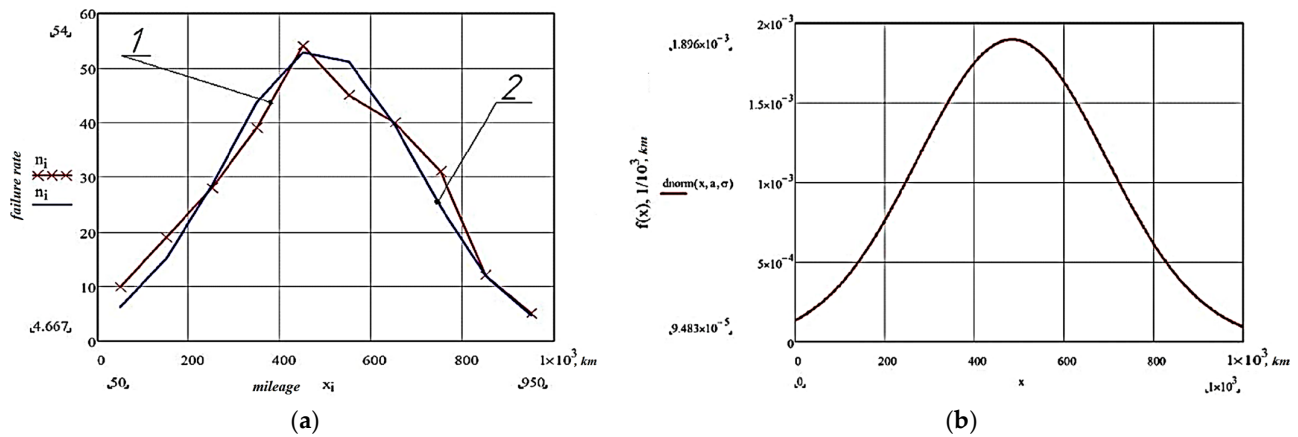 54
60
50
40
30
20
10
0
1
2
failure rate
n_i
n_i
4.667
0 200 400 600 800 1×10³, km
50 mileage x_i 950
(a)
1.896×10⁻³
2×10⁻³
1.5×10⁻³
1×10⁻³
5×10⁻⁴
0
dnorm(x, a, σ)
f(x), 1/10³, km
9.483×10⁻⁵
0 200 400 600 800 1×10³, km
0 x 1×10³
(b)